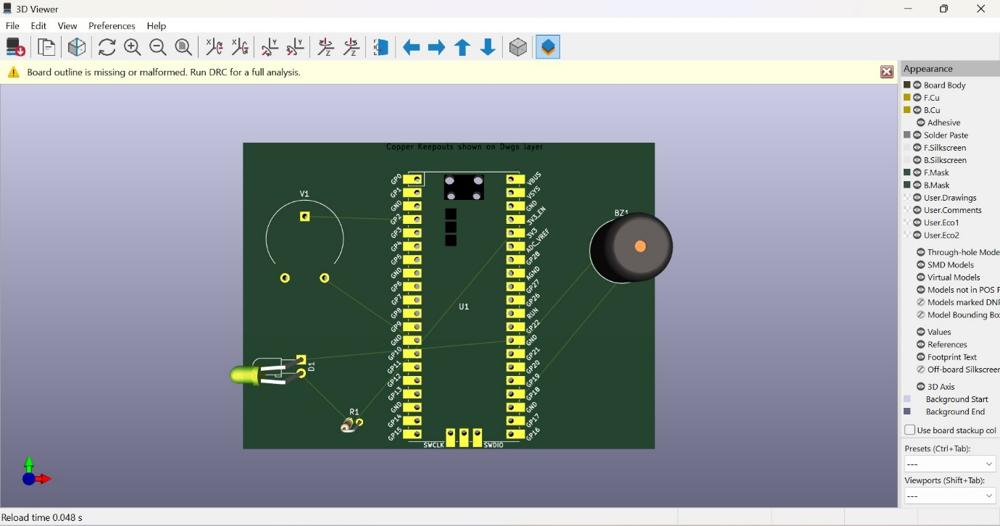 3D Viewer
File Edit View Preferences Help
Board outline is missing or malformed. Run DRC for a full analysis.
Copper Keepouts shown on Dwgs layer
V1
GP0
GP1
GND
GP2
GP3
GP4
GP5
GND
GP6
GP7
GP8
GP9
GND
GP10
GP11
GP12
GP13
GND
GP14
GP15
U1
VBUS
VSYS
GND
3V3_EN
3V3
ADC_VREF
GP28
AGND
GP27
GP26
RUN
GP22
GND
GP21
GP20
GP19
GP18
GND
GP17
GP16
SWCLK SWDIO
BZ1
D1
R1
X X Y Y Z Z
Appearance
Board Body
F.Cu
B.Cu
Adhesive
Solder Paste
F.Silkscreen
B.Silkscreen
F.Mask
B.Mask
User.Drawings
User.Comments
User.Eco1
User.Eco2
Through-hole Mode
SMD Models
Virtual Models
Models not in POS F
Models marked DNI
Model Bounding Bo
Values
References
Footprint Text
Off-board Silkscreer
3D Axis
Background Start
Background End
Use board stackup col
Presets (Ctrl+Tab):
---
Viewports (Shift+Tab):
---
Reload time 0.048 s